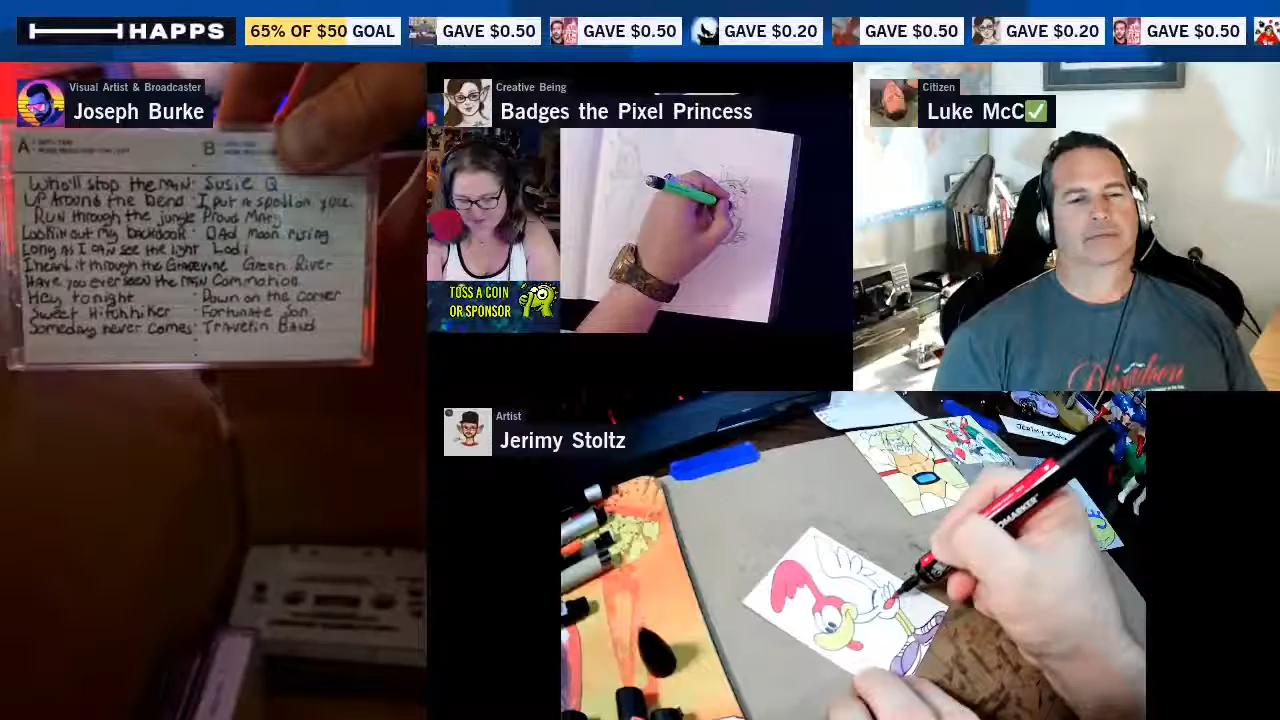 HAPPS
65% OF $50 GOAL
GAVE $0.50
GAVE $0.50
GAVE $0.20
GAVE $0.50
GAVE $0.20
GAVE $0.50
Visual Artist & Broadcaster
Joseph Burke
Creative Being
Badges the Pixel Princess
Citizen
Luke McC✅
A B
Who'll stop the rain · Susie Q
Up Around the bend · I put a spell on you
Run through the jungle Proud Mary
Lookin out my backdoor · BAd Moon rising
Long As I CAN see the light Lodi
I heard it through the Grapevine Green River
Have you ever seen the rain Commotion
Hey tonight · Down on the corner
Sweet Hitchhiker · Fortunate Son
Someday never comes · Travelin Band
TOSS A COIN
OR SPONSOR
Artist
Jerimy Stoltz
JERIMY Stoltz